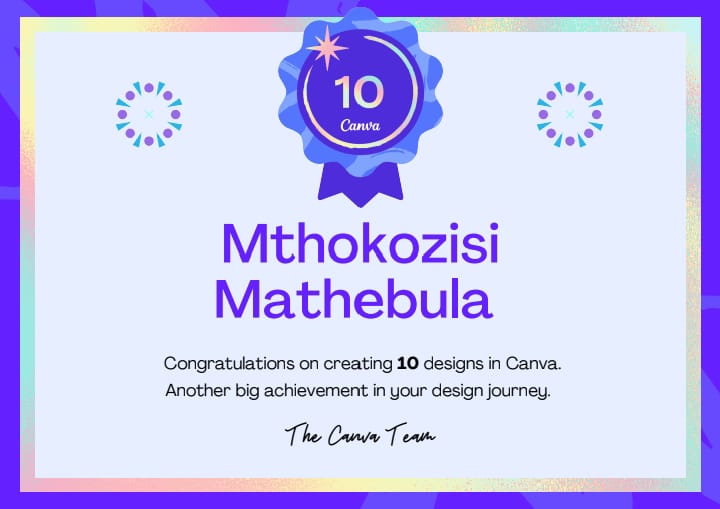 10
Canva
Mthokozisi
Mathebula
Congratulations on creating 10 designs in Canva.
Another big achievement in your design journey.
The Canva Team